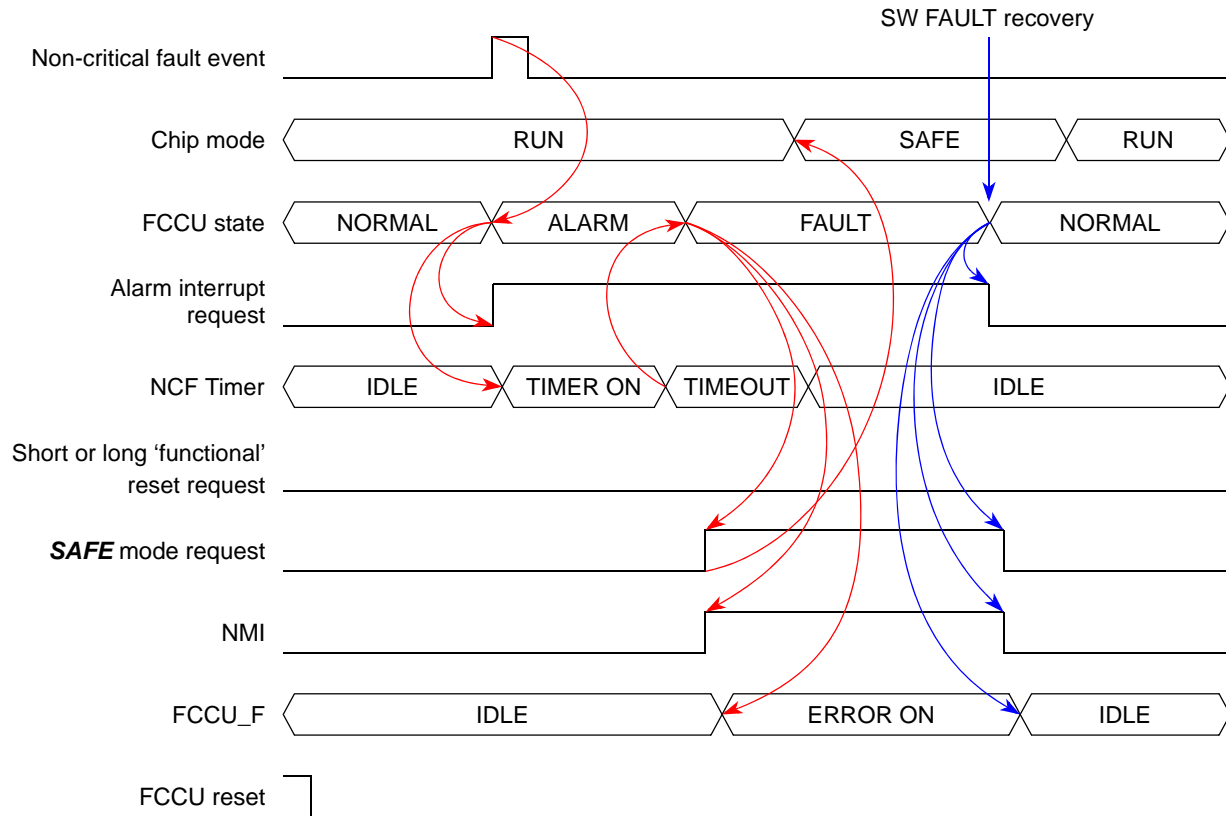 SW FAULT recovery
Non-critical fault event
Chip mode
RUN
SAFE
RUN
FCCU state
NORMAL
ALARM
FAULT
NORMAL
Alarm interrupt
request
NCF Timer
IDLE
TIMER ON
TIMEOUT
IDLE
Short or long ‘functional’
reset request
SAFE mode request
NMI
FCCU_F
IDLE
ERROR ON
IDLE
FCCU reset